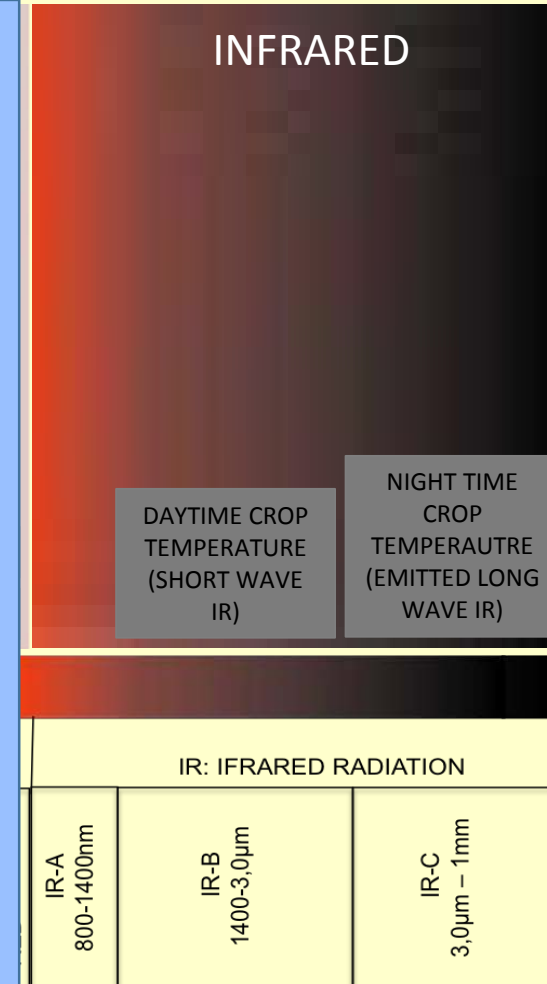 INFRARED
DAYTIME CROP
TEMPERATURE
(SHORT WAVE
IR)
NIGHT TIME
CROP
TEMPERAUTRE
(EMITTED LONG
WAVE IR)
IR: IFRARED RADIATION
IR-A
800-1400nm
IR-B
1400-3,0µm
IR-C
3,0µm – 1mm